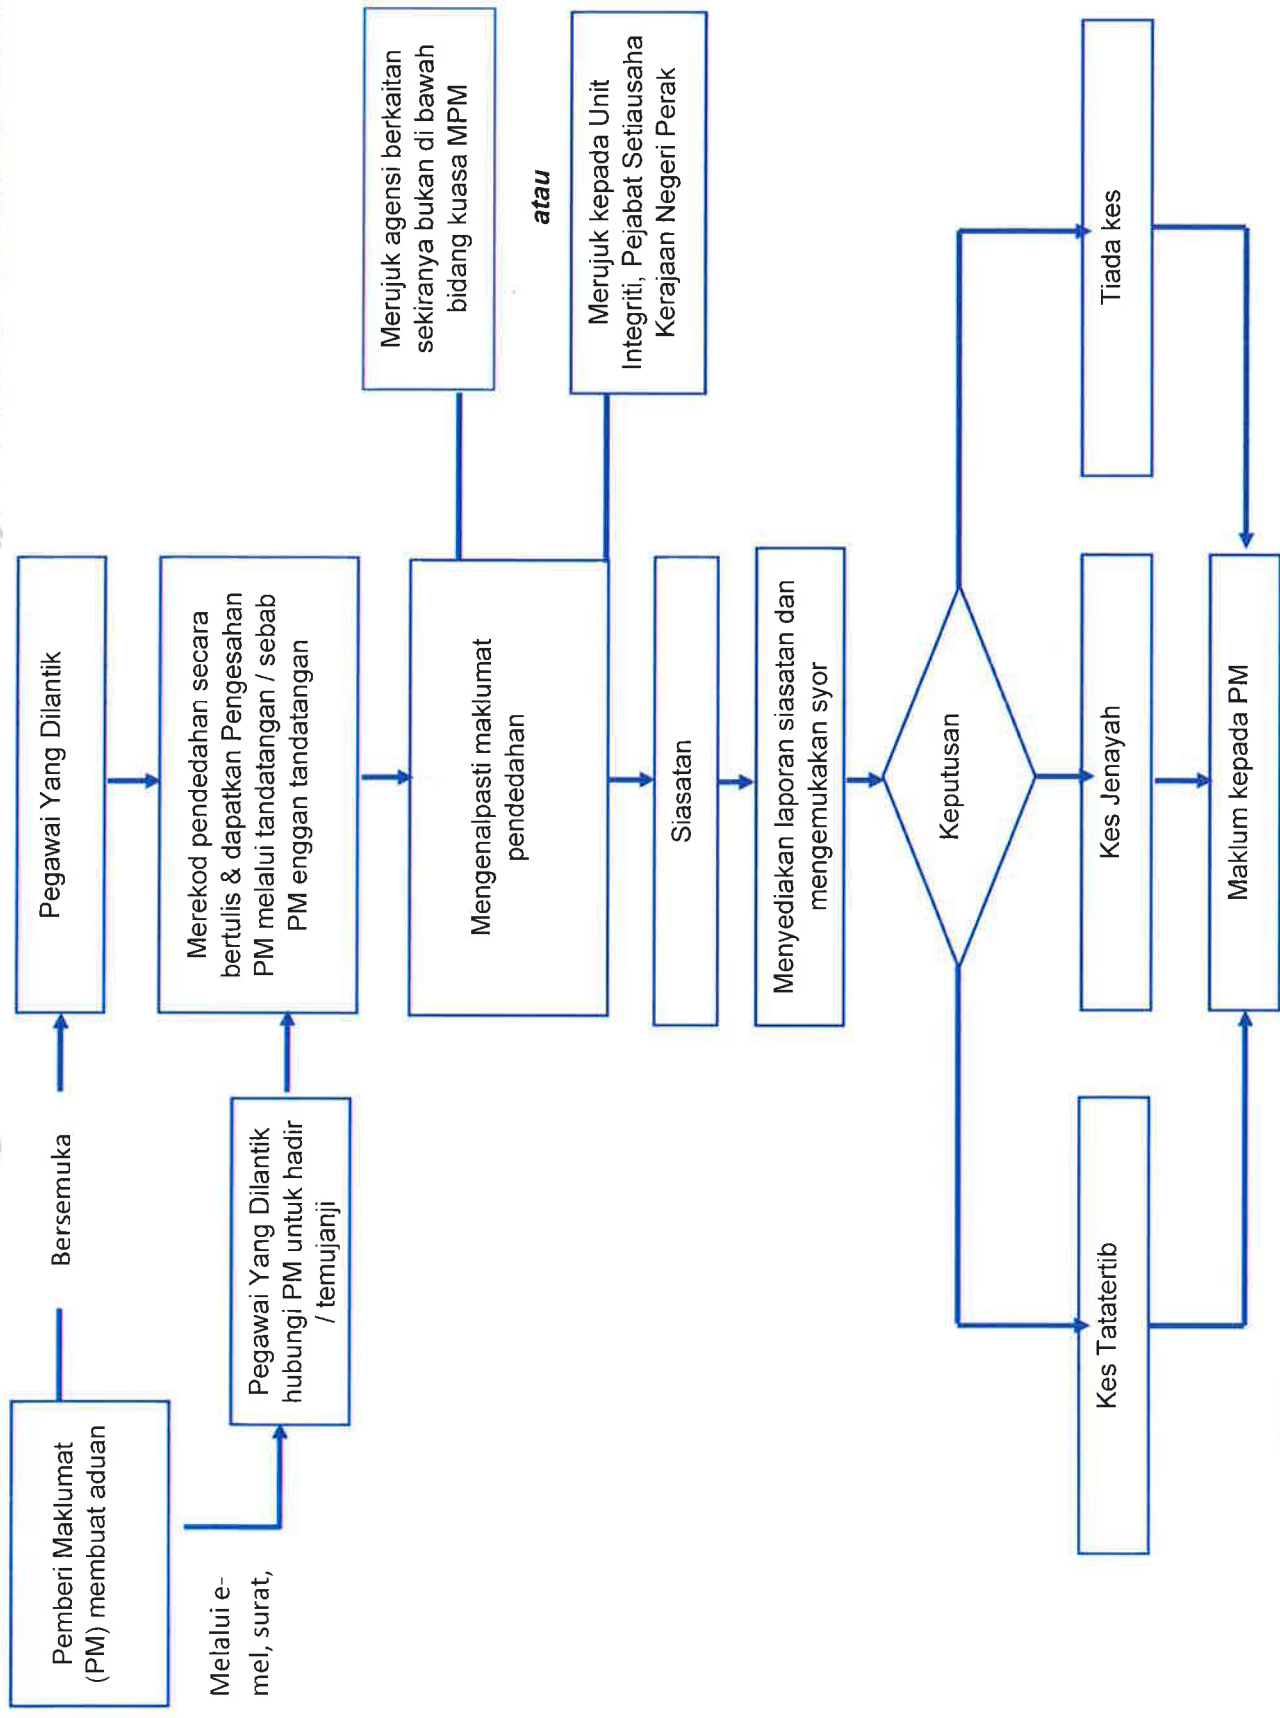 Pemberi Maklumat
(PM) membuat aduan
Bersemuka
Pegawai Yang Dilantik
Melalui e-
mel, surat,
Pegawai Yang Dilantik
hubungi PM untuk hadir
/ temujanji
Merekod pendedahan secara
bertulis & dapatkan Pengesahan
PM melalui tandatangan / sebab
PM enggan tandatangan
Mengenalpasti maklumat
pendedahan
Merujuk agensi berkaitan
sekiranya bukan di bawah
bidang kuasa MPM
atau
Merujuk kepada Unit
Integriti, Pejabat Setiausaha
Kerajaan Negeri Perak
Siasatan
Menyediakan laporan siasatan dan
mengemukakan syor
Keputusan
Kes Tatatertib
Kes Jenayah
Tiada kes
Maklum kepada PM